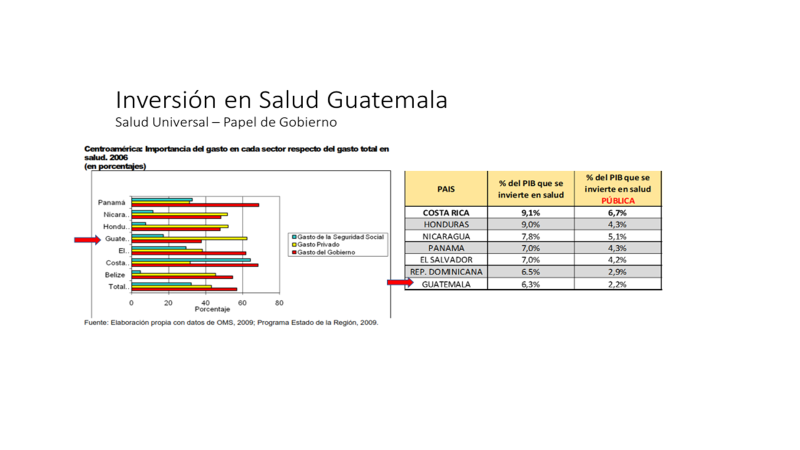 Inversión en Salud Guatemala
Salud Universal – Papel de Gobierno
Centroamérica: Importancia del gasto en cada sector respecto del gasto total en
salud. 2006
(en porcentajes)
Panamá
Nicara..
Hondu..
Guate..
El..
Costa..
Belize
Total..
0 20 40 60 80
Porcentaje
Gasto de la Seguridad Social
Gasto Privado
Gasto del Gobierno
Fuente: Elaboración propia con datos de OMS, 2009; Programa Estado de la Región, 2009.
PAIS % del PIB que se invierte en salud % del PIB que se invierte en salud PÚBLICA
COSTA RICA 9,1% 6,7%
HONDURAS 9,0% 4,3%
NICARAGUA 7,8% 5,1%
PANAMA 7,0% 4,3%
EL SALVADOR 7,0% 4,2%
REP. DOMINICANA 6.5% 2,9%
GUATEMALA 6,3% 2,2%